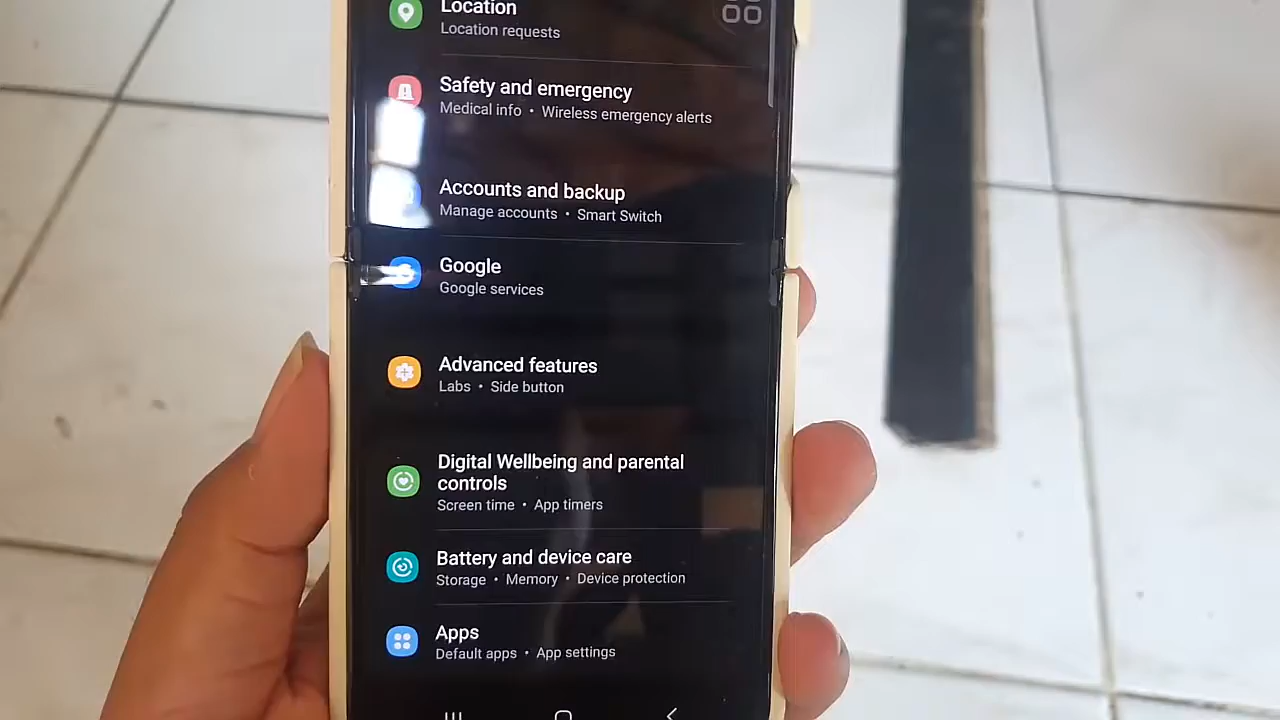 Location
Location requests
Safety and emergency
Medical info • Wireless emergency alerts
Accounts and backup
Manage accounts • Smart Switch
Google
Google services
Advanced features
Labs • Side button
Digital Wellbeing and parental
controls
Screen time • App timers
Battery and device care
Storage • Memory • Device protection
Apps
Default apps • App settings